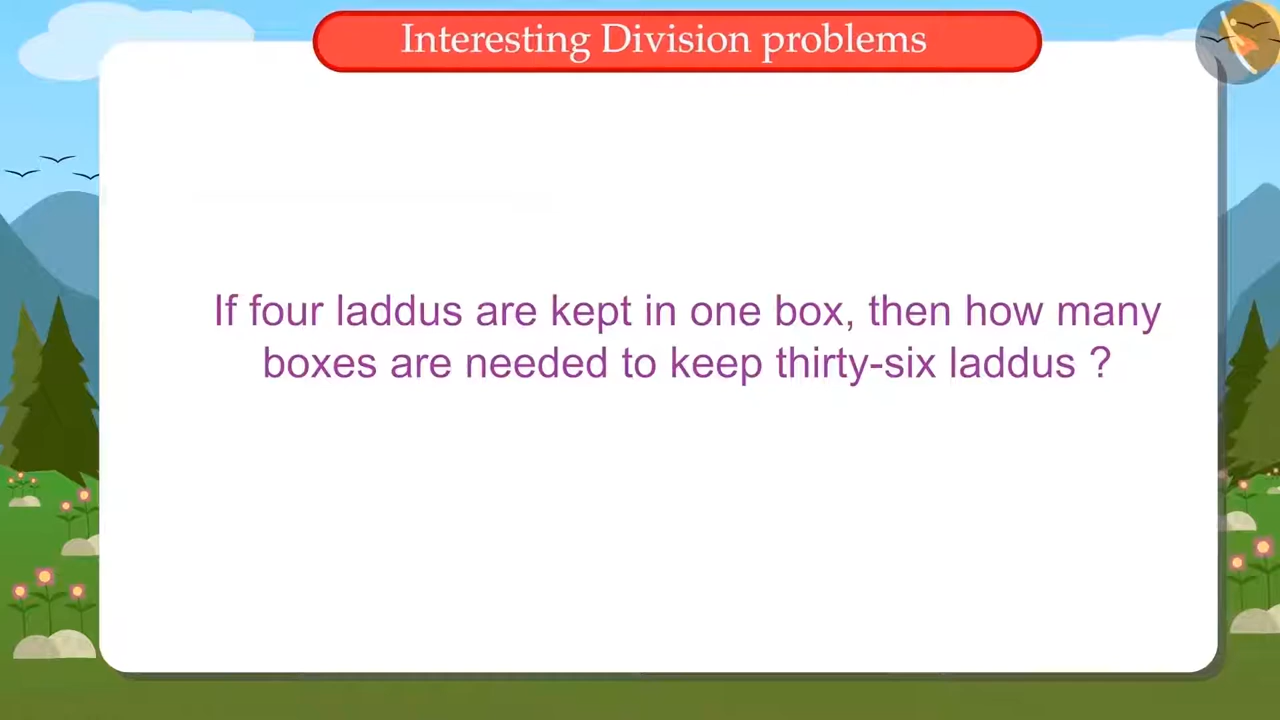 Interesting Division problems
If four laddus are kept in one box, then how many
boxes are needed to keep thirty-six laddus ?